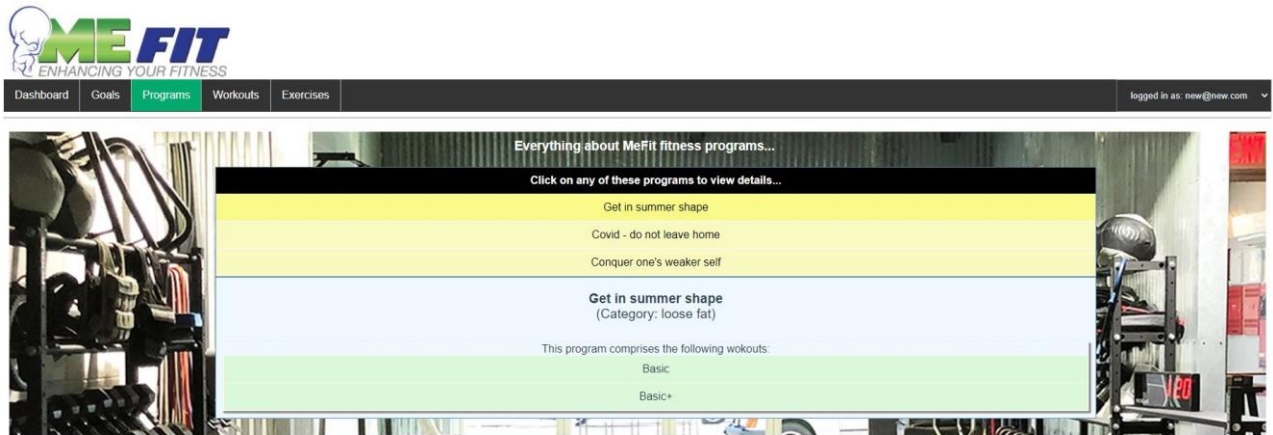 ME FIT
ENHANCING YOUR FITNESS
Dashboard Goals Programs Workouts Exercises logged in as: new@new.com
Everything about MeFit fitness programs...
Click on any of these programs to view details...
Get in summer shape
Covid - do not leave home
Conquer one's weaker self
Get in summer shape
(Category: loose fat)
This program comprises the following wokouts:
Basic
Basic+